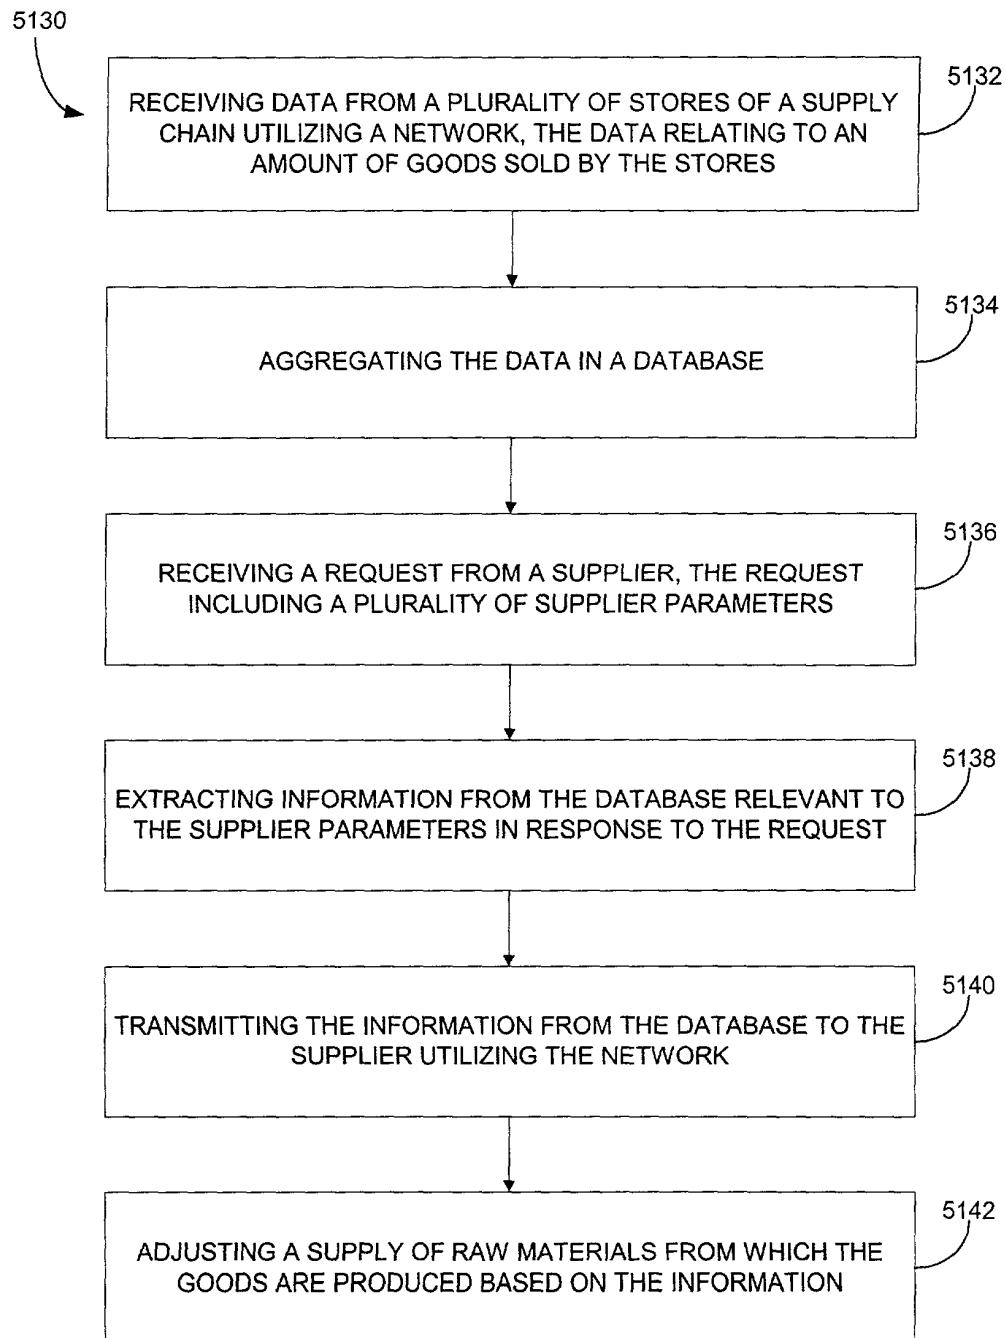 5130
5132
RECEIVING DATA FROM A PLURALITY OF STORES OF A SUPPLY
CHAIN UTILIZING A NETWORK, THE DATA RELATING TO AN
AMOUNT OF GOODS SOLD BY THE STORES
5134
AGGREGATING THE DATA IN A DATABASE
5136
RECEIVING A REQUEST FROM A SUPPLIER, THE REQUEST
INCLUDING A PLURALITY OF SUPPLIER PARAMETERS
5138
EXTRACTING INFORMATION FROM THE DATABASE RELEVANT TO
THE SUPPLIER PARAMETERS IN RESPONSE TO THE REQUEST
5140
TRANSMITTING THE INFORMATION FROM THE DATABASE TO THE
SUPPLIER UTILIZING THE NETWORK
5142
ADJUSTING A SUPPLY OF RAW MATERIALS FROM WHICH THE
GOODS ARE PRODUCED BASED ON THE INFORMATION